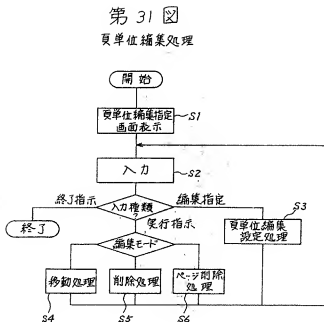 第31図
頁単位編集処理
開始
頁単位編集指定
画面表示
S1
入力
S2
終了指示
入力種類
?
編集指定
終了
実行指示
S3
頁単位編集
設定処理
編集モード
移動処理
削除処理
ページ削除
処理
S4
S5
S6